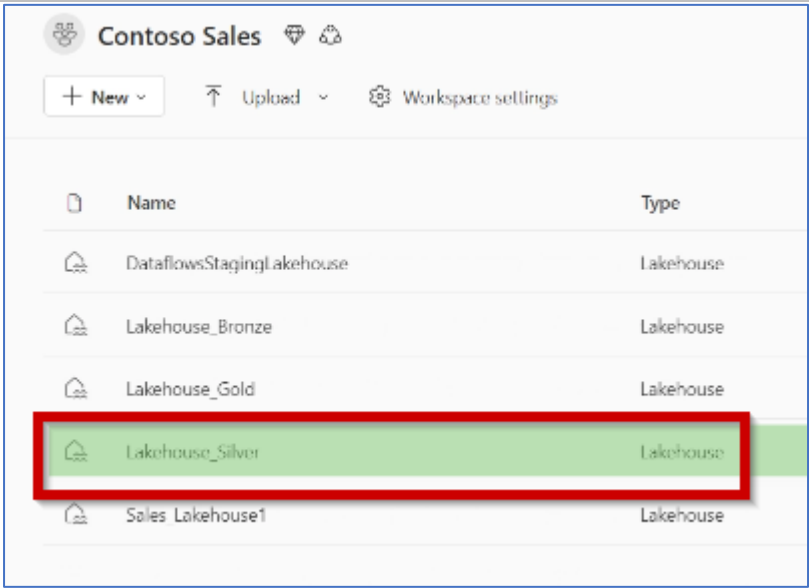 Contoso Sales
New Upload Workspace settings
Name Type
DataflowsStagingLakehouse Lakehouse
Lakehouse_Bronze Lakehouse
Lakehouse_Gold Lakehouse
Lakehouse_Silver Lakehouse
Sales_Lakehouse1 Lakehouse